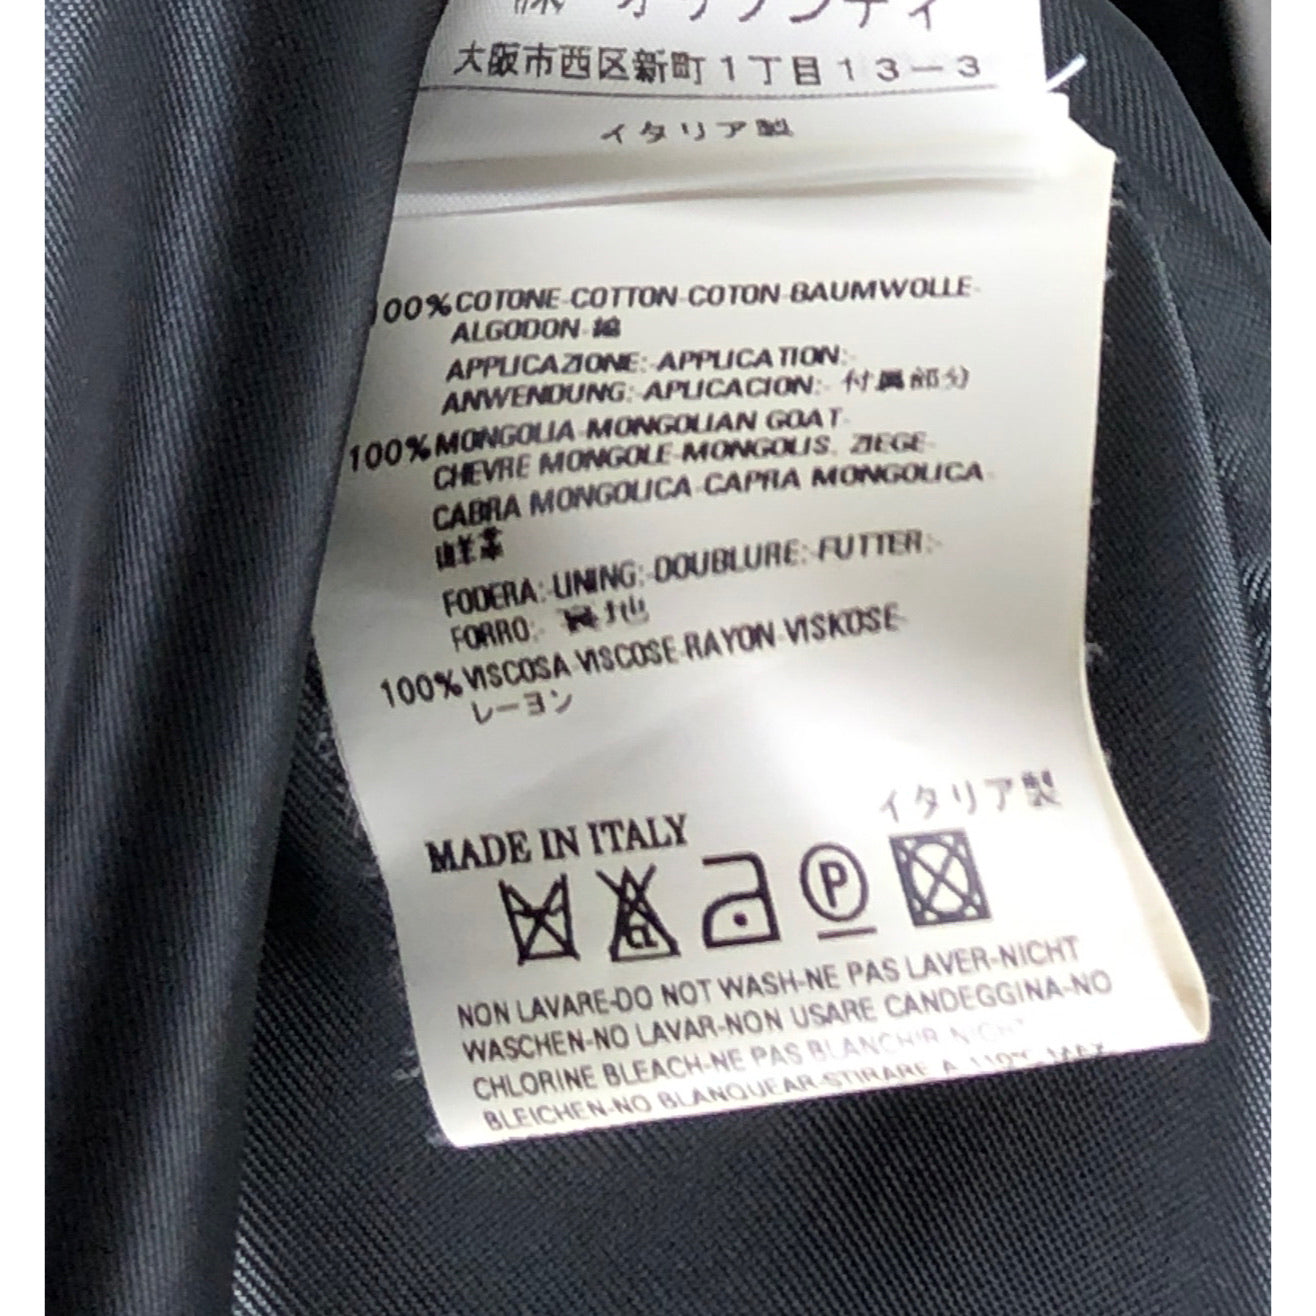 大阪市西区新町1丁目13-3
イタリア製
100% COTONE-COTTON-COTON-BAUMWOLLE-
ALGODON-綿
APPLICAZIONE:-APPLICATION:-
ANWENDUNG:-APLICACION:- 付属部分
100% MONGOLIA-MONGOLIAN GOAT-
CHEVRE MONGOLE-MONGOLIS. ZIEGE-
CABRA MONGOLICA-CAPRA MONGOLICA-
FODERA:-LINING:-DOUBLURE:-FUTTER:-
FORRO:-
100% VISCOSA-VISCOSE-RAYON-VISKOSE-
レーヨン
イタリア製
MADE IN ITALY
CL P
NON LAVARE-DO NOT WASH-NE PAS LAVER-NICHT
WASCHEN-NO LAVAR-NON USARE CANDEGGINA-NO
CHLORINE BLEACH-NE PAS BLANCHIR-NICHT
BLEICHEN-NO BLANQUEAR-STIRARE A 110°C MAX